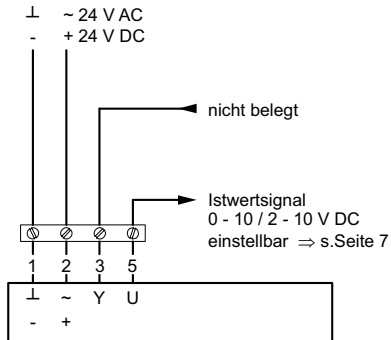 ⊥ ~ 24 V AC
- + 24 V DC
nicht belegt
Istwertsignal
0 - 10 / 2 - 10 V DC
einstellbar ⇒ s.Seite 7
1 2 3 5
⊥ ~ Y U
- +